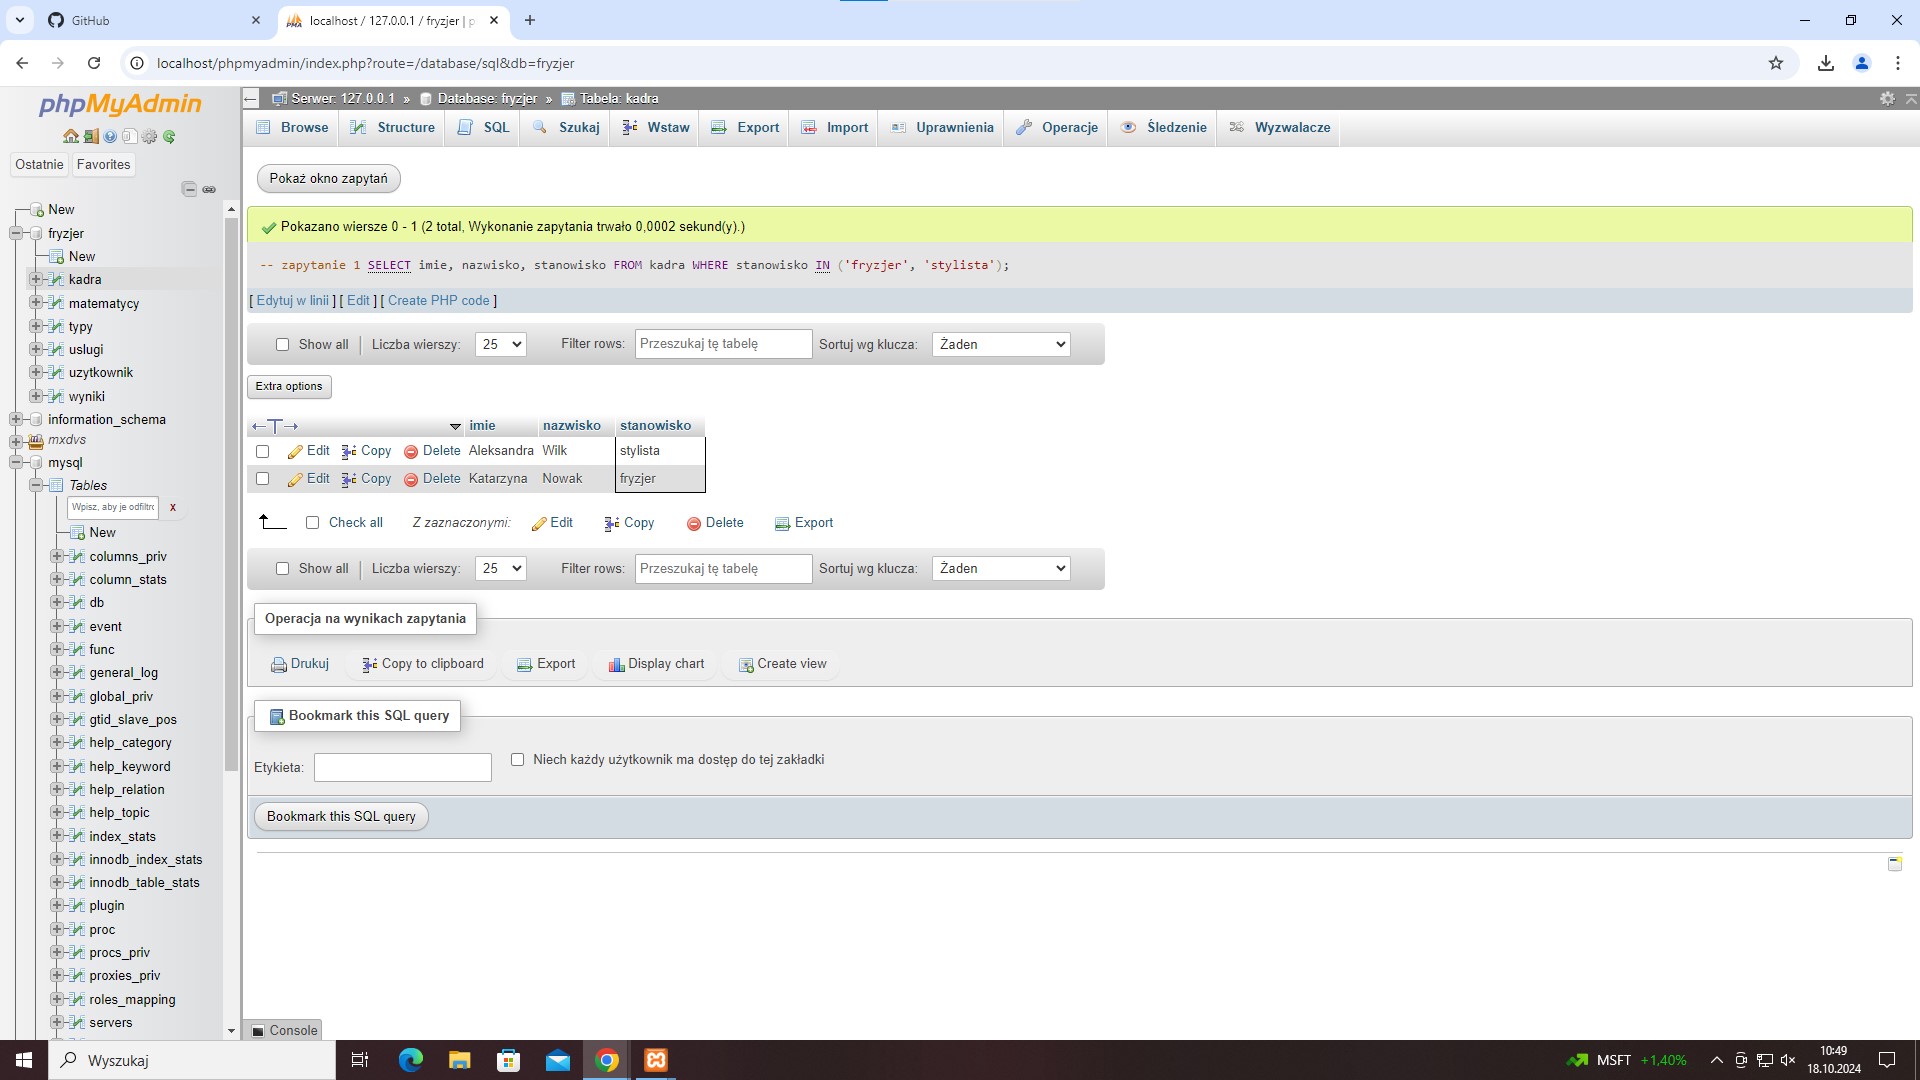 GitHub
localhost / 127.0.0.1 / fryzjer | p
localhost/phpmyadmin/index.php?route=/database/sql&db=fryzjer
phpMyAdmin
Ostatnie Favorites
New
fryzjer
New
kadra
matematycy
typy
uslugi
uzytkownik
wyniki
information_schema
mxdvs
mysql
Tables
Wpisz, aby je odfiltrc x
New
columns_priv
column_stats
db
event
func
general_log
global_priv
gtid_slave_pos
help_category
help_keyword
help_relation
help_topic
index_stats
innodb_index_stats
innodb_table_stats
plugin
proc
procs_priv
proxies_priv
roles_mapping
servers
Serwer: 127.0.0.1 » Database: fryzjer » Tabela: kadra
Browse Structure SQL Szukaj Wstaw Export Import Uprawnienia Operacje Śledzenie Wyzwalacze
Pokaż okno zapytań
Pokazano wiersze 0 - 1 (2 total, Wykonanie zapytania trwało 0,0002 sekund(y).)
-- zapytanie 1 SELECT imie, nazwisko, stanowisko FROM kadra WHERE stanowisko IN ('fryzjer', 'stylista');
[ Edytuj w linii ] [ Edit ] [ Create PHP code ]
Show all | Liczba wierszy: 25 Filter rows: Przeszukaj tę tabelę Sortuj wg klucza: Żaden
Extra options
←T→ imie nazwisko stanowisko
Edit Copy Delete Aleksandra Wilk stylista
Edit Copy Delete Katarzyna Nowak fryzjer
Check all Z zaznaczonymi: Edit Copy Delete Export
Show all | Liczba wierszy: 25 Filter rows: Przeszukaj tę tabelę Sortuj wg klucza: Żaden
Operacja na wynikach zapytania
Drukuj Copy to clipboard Export Display chart Create view
Bookmark this SQL query
Etykieta: Niech każdy użytkownik ma dostęp do tej zakładki
Bookmark this SQL query
Console
Wyszukaj
MSFT +1,40%
10:49
18.10.2024